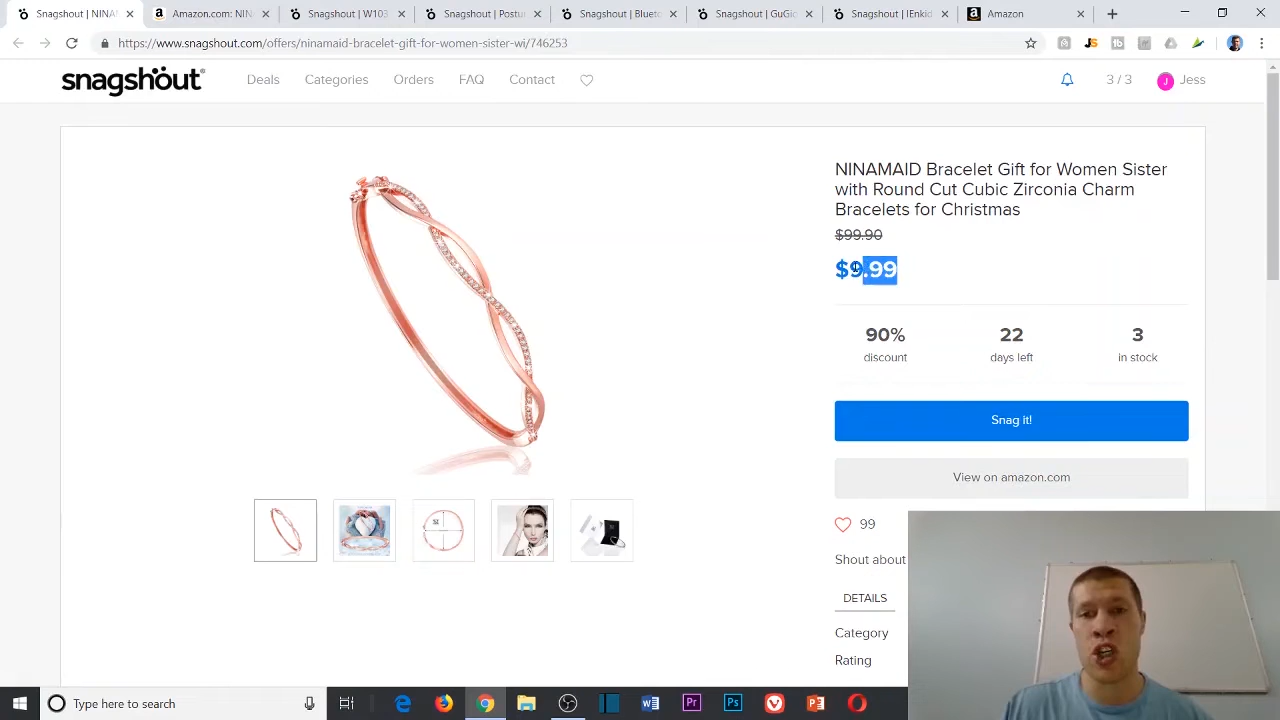 Snagshout | NINA
Amazon.com: NIN
Snagshout | W103
Snagshout | Postur
Snagshout | Blueto
Snagshout | GuGio
Snagshout | IEnkid
Amazon
https://www.snagshout.com/offers/ninamaid-bracelet-gift-for-women-sister-wi/746253
snagshout
Deals
Categories
Orders
FAQ
Contact
3 / 3
J
Jess
NINAMAID Bracelet Gift for Women Sister
with Round Cut Cubic Zirconia Charm
Bracelets for Christmas
$99.90
$9.99
90%
22
3
discount
days left
in stock
Snag it!
View on amazon.com
99
Shout about
DETAILS
Category
Rating
Type here to search